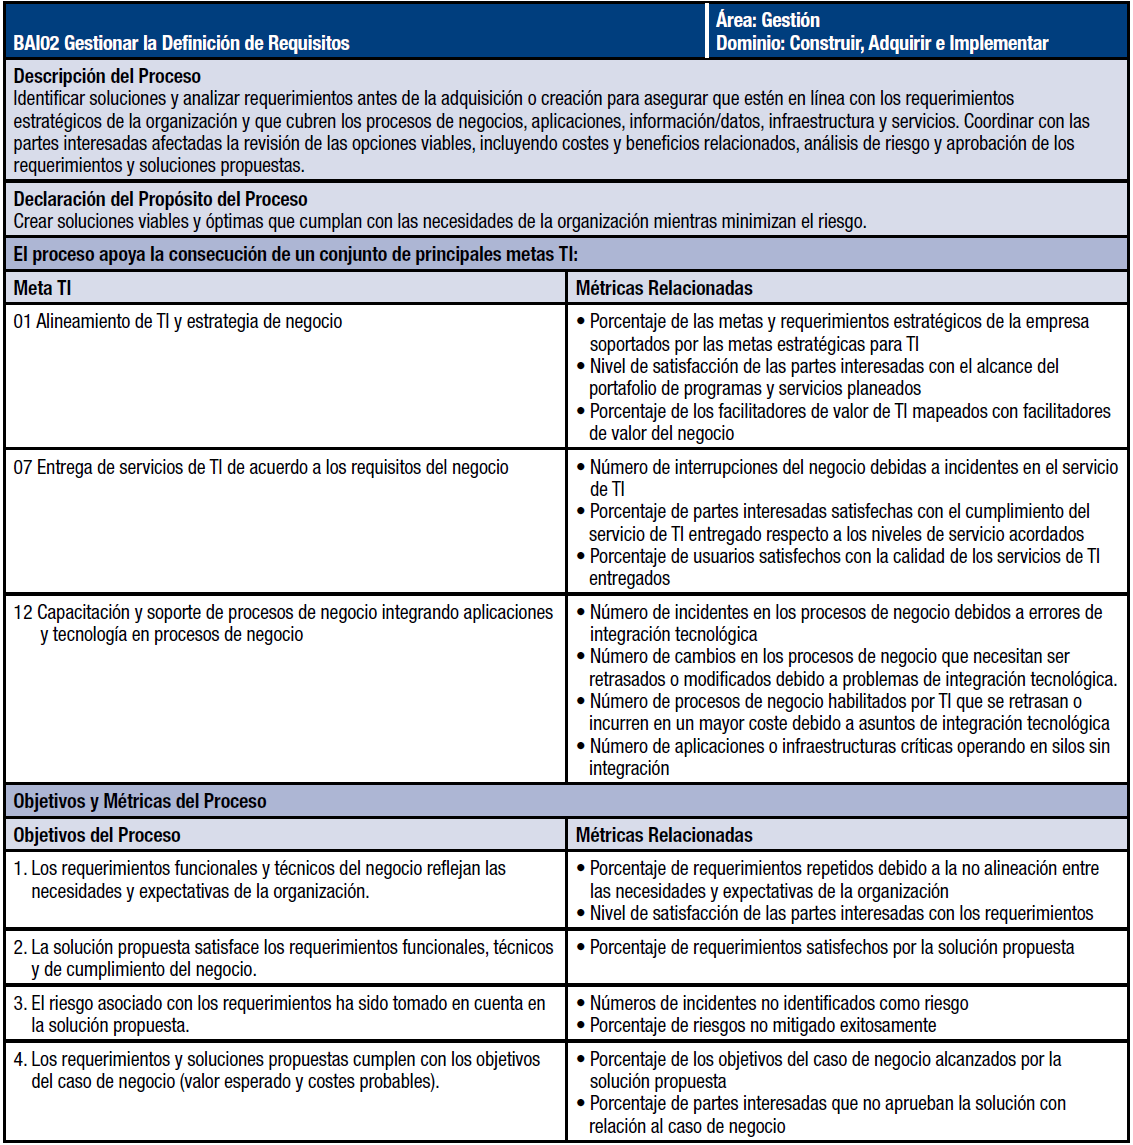 BAI02 Gestionar la Definición de Requisitos
Área: Gestión
Dominio: Construir, Adquirir e Implementar
Descripción del Proceso
Identificar soluciones y analizar requerimientos antes de la adquisición o creación para asegurar que estén en línea con los requerimientos
estratégicos de la organización y que cubren los procesos de negocios, aplicaciones, información/datos, infraestructura y servicios. Coordinar con las
partes interesadas afectadas la revisión de las opciones viables, incluyendo costes y beneficios relacionados, análisis de riesgo y aprobación de los
requerimientos y soluciones propuestas.
Declaración del Propósito del Proceso
Crear soluciones viables y óptimas que cumplan con las necesidades de la organización mientras minimizan el riesgo.
El proceso apoya la consecución de un conjunto de principales metas TI:
Meta TI
Métricas Relacionadas
01 Alineamiento de TI y estrategia de negocio
• Porcentaje de las metas y requerimientos estratégicos de la empresa
soportados por las metas estratégicas para TI
• Nivel de satisfacción de las partes interesadas con el alcance del
portafolio de programas y servicios planeados
• Porcentaje de los facilitadores de valor de TI mapeados con facilitadores
de valor del negocio
07 Entrega de servicios de TI de acuerdo a los requisitos del negocio
• Número de interrupciones del negocio debidas a incidentes en el servicio
de TI
• Porcentaje de partes interesadas satisfechas con el cumplimiento del
servicio de TI entregado respecto a los niveles de servicio acordados
• Porcentaje de usuarios satisfechos con la calidad de los servicios de TI
entregados
12 Capacitación y soporte de procesos de negocio integrando aplicaciones
y tecnología en procesos de negocio
• Número de incidentes en los procesos de negocio debidos a errores de
integración tecnológica
• Número de cambios en los procesos de negocio que necesitan ser
retrasados o modificados debido a problemas de integración tecnológica.
• Número de procesos de negocio habilitados por TI que se retrasan o
incurren en un mayor coste debido a asuntos de integración tecnológica
• Número de aplicaciones o infraestructuras críticas operando en silos sin
integración
Objetivos y Métricas del Proceso
Objetivos del Proceso
Métricas Relacionadas
1. Los requerimientos funcionales y técnicos del negocio reflejan las
necesidades y expectativas de la organización.
• Porcentaje de requerimientos repetidos debido a la no alineación entre
las necesidades y expectativas de la organización
• Nivel de satisfacción de las partes interesadas con los requerimientos
2. La solución propuesta satisface los requerimientos funcionales, técnicos
y de cumplimiento del negocio.
• Porcentaje de requerimientos satisfechos por la solución propuesta
3. El riesgo asociado con los requerimientos ha sido tomado en cuenta en
la solución propuesta.
• Números de incidentes no identificados como riesgo
• Porcentaje de riesgos no mitigado exitosamente
4. Los requerimientos y soluciones propuestas cumplen con los objetivos
del caso de negocio (valor esperado y costes probables).
• Porcentaje de los objetivos del caso de negocio alcanzados por la
solución propuesta
• Porcentaje de partes interesadas que no aprueban la solución con
relación al caso de negocio